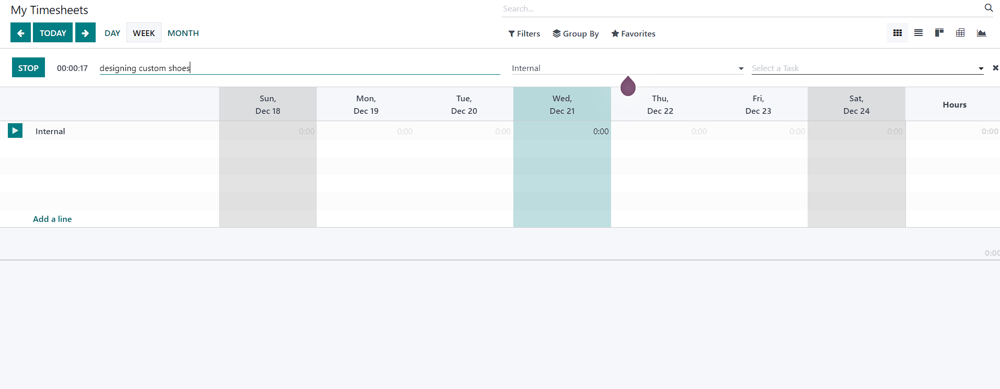 My Timesheets
Search...
TODAY DAY WEEK MONTH
Filters Group By Favorites
STOP 00:00:17 designing custom shoes Internal Select a Task
Sun, Mon, Tue, Wed, Thu, Fri, Sat, Hours
Dec 18 Dec 19 Dec 20 Dec 21 Dec 22 Dec 23 Dec 24
Internal 0:00 0:00 0:00 0:00 0:00 0:00 0:00 0:00
Add a line
0:00